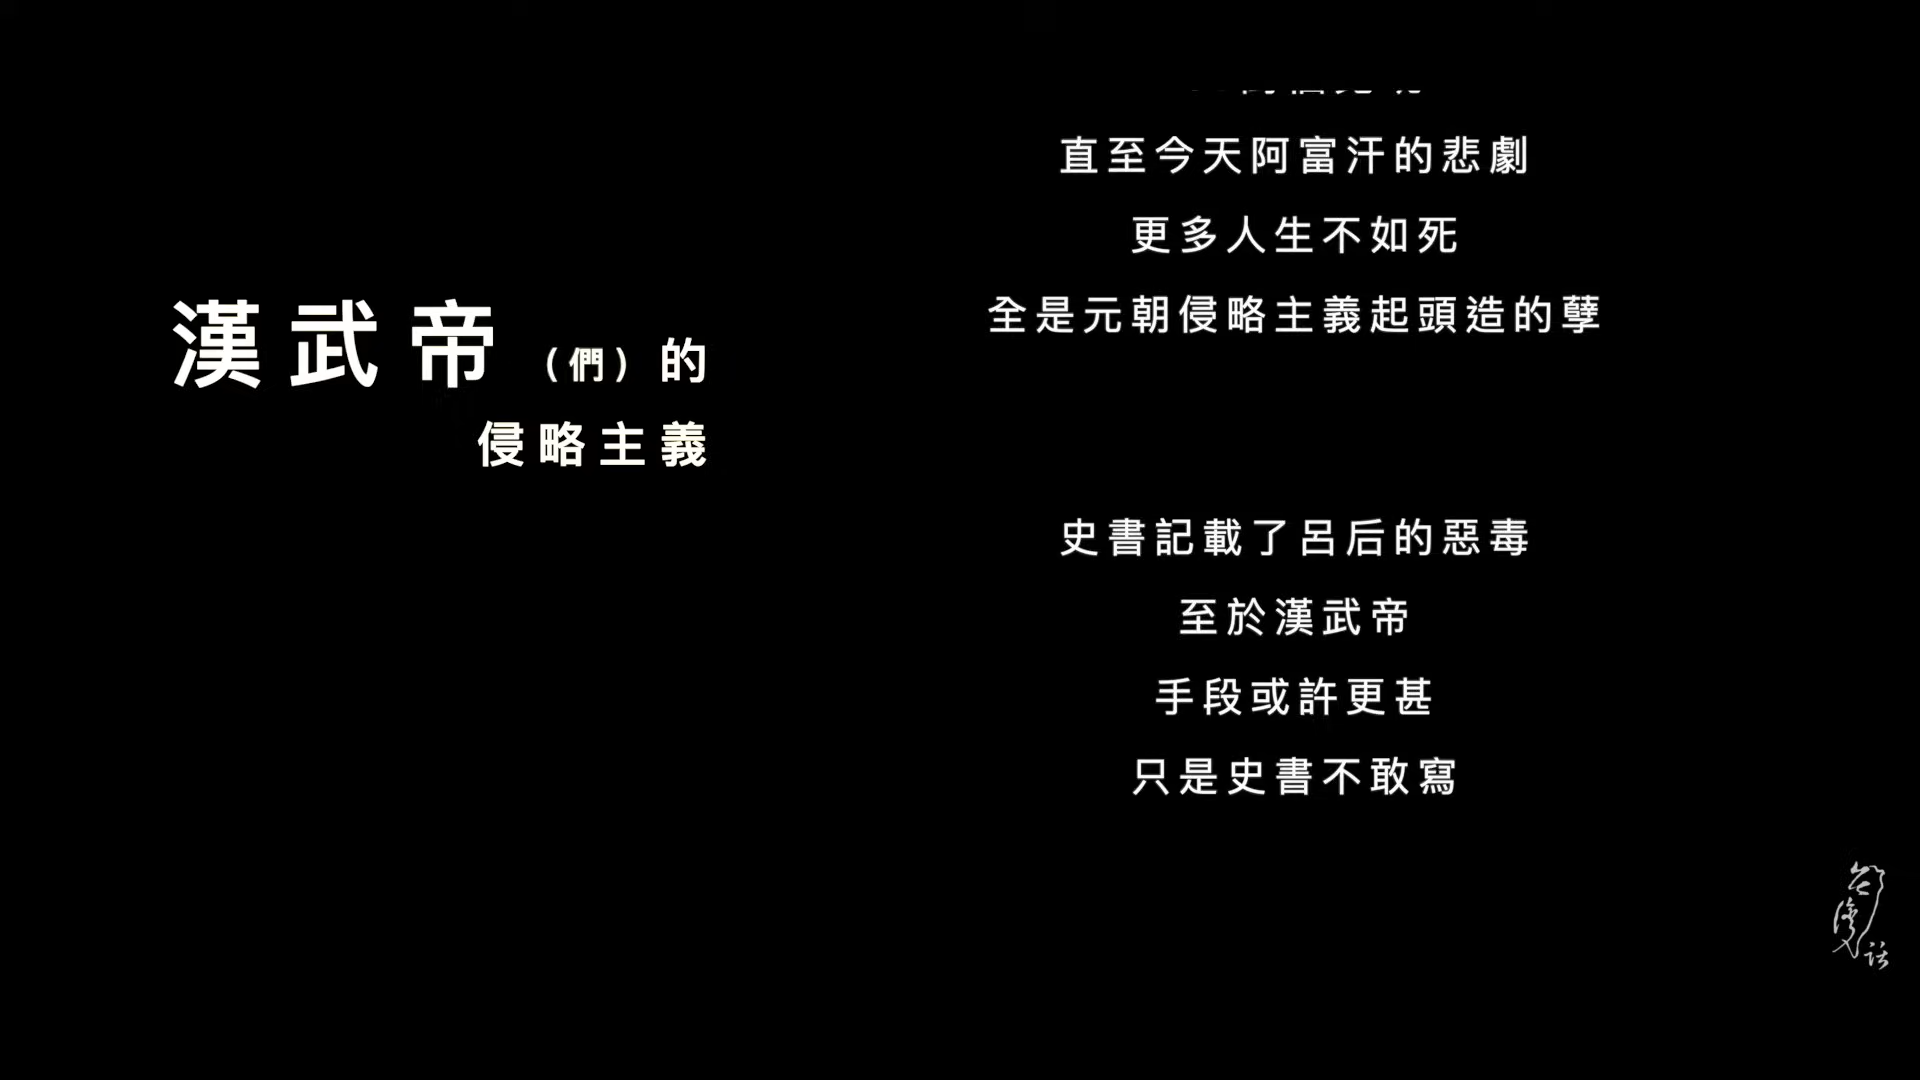 漢武帝（們）的
侵略主義
直至今天阿富汗的悲劇
更多人生不如死
全是元朝侵略主義起頭造的孽
史書記載了呂后的惡毒
至於漢武帝
手段或許更甚
只是史書不敢寫